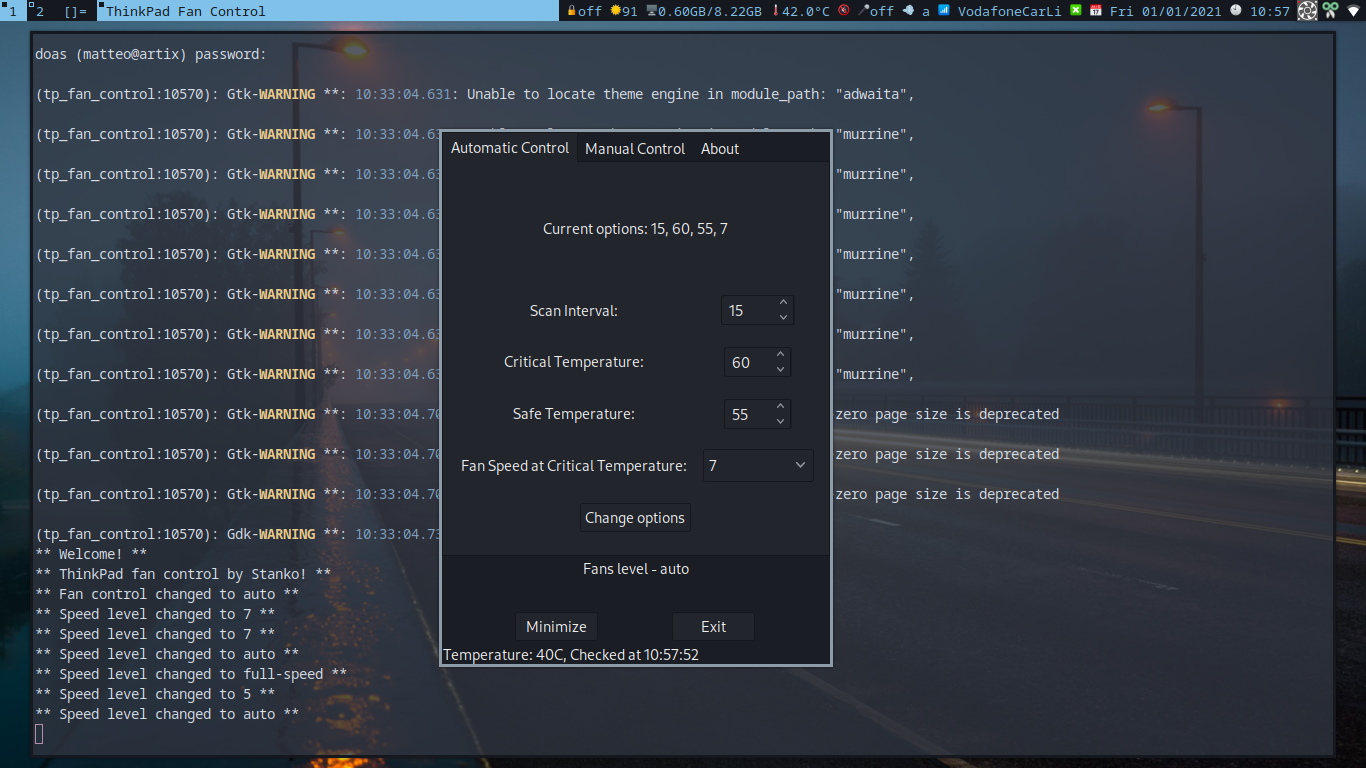 1 2 []= ThinkPad Fan Control off 91 0.60GB/8.22GB 42.0°C off a VodafoneCarLi Fri 01/01/2021 10:57
doas (matteo@artix) password:
(tp_fan_control:10570): Gtk-WARNING **: 10:33:04.631: Unable to locate theme engine in module_path: "adwaita",
(tp_fan_control:10570): Gtk-WARNING **: 10:33:04.63 "murrine",
(tp_fan_control:10570): Gtk-WARNING **: 10:33:04.63 "murrine",
(tp_fan_control:10570): Gtk-WARNING **: 10:33:04.63 "murrine",
(tp_fan_control:10570): Gtk-WARNING **: 10:33:04.63 "murrine",
(tp_fan_control:10570): Gtk-WARNING **: 10:33:04.63 "murrine",
(tp_fan_control:10570): Gtk-WARNING **: 10:33:04.63 "murrine",
(tp_fan_control:10570): Gtk-WARNING **: 10:33:04.63 "murrine",
(tp_fan_control:10570): Gtk-WARNING **: 10:33:04.70 zero page size is deprecated
(tp_fan_control:10570): Gtk-WARNING **: 10:33:04.70 zero page size is deprecated
(tp_fan_control:10570): Gtk-WARNING **: 10:33:04.70 zero page size is deprecated
(tp_fan_control:10570): Gdk-WARNING **: 10:33:04.73
** Welcome! **
** ThinkPad fan control by Stanko! **
** Fan control changed to auto **
** Speed level changed to 7 **
** Speed level changed to 7 **
** Speed level changed to auto **
** Speed level changed to full-speed **
** Speed level changed to 5 **
** Speed level changed to auto **
Automatic Control Manual Control About
Current options: 15, 60, 55, 7
Scan Interval: 15
Critical Temperature: 60
Safe Temperature: 55
Fan Speed at Critical Temperature: 7
Change options
Fans level - auto
Minimize Exit
Temperature: 40C, Checked at 10:57:52